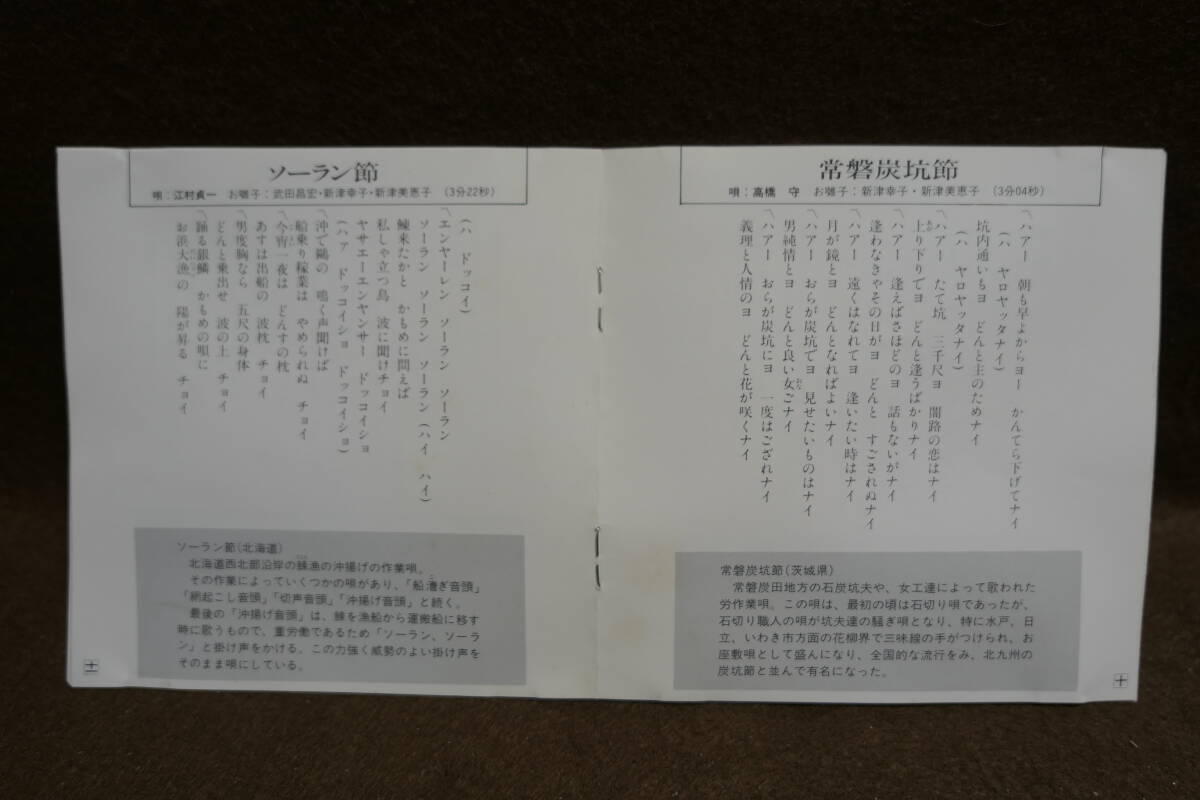 常磐炭坑節
唄：高橋　守　お囃子：新津幸子・新津美恵子　（3分04秒）
〽ハアー　朝も早よからヨー　かんてら下げてナイ
（ハ　ヤロヤッタナイ）
坑内通いもヨ　どんと主のためナイ
（ハ　ヤロヤッタナイ）
〽ハアー　たて坑　三千尺ヨ　闇路の恋はナイ
上り下りでヨ　どんと逢うばかりナイ
〽ハアー　逢えばさほどのヨ　話もないがナイ
逢わなきゃその日がヨ　どんと　すごされぬナイ
〽ハアー　遠くはなれてヨ　逢いたい時はナイ
月が鏡とヨ　どんとなればよいナイ
〽ハアー　おらが炭坑でヨ　見せたいものはナイ
男純情とヨ　どんと良い女ごナイ
〽ハアー　おらが炭坑にヨ　一度はござれナイ
義理と人情のヨ　どんと花が咲くナイ
常磐炭坑節（茨城県）
常磐炭田地方の石炭坑夫や、女工達によって歌われた
労作業唄。この唄は、最初の頃は石切り唄であったが、
石切り職人の唄が坑夫達の騒ぎ唄となり、特に水戸、日
立、いわき市方面の花柳界で三味線の手がつけられ、お
座敷唄として盛んになり、全国的な流行をみ、北九州の
炭坑節と並んで有名になった。
十
ソーラン節
唄：江村貞一　お囃子：武田昌宏・新津幸子・新津美恵子　（3分22秒）
（ハ　ドッコイ）
〽エンヤーレン　ソーラン　ソーラン
ソーラン　ソーラン　ソーラン（ハイ　ハイ）
鰊来たかと　かもめに問えば
私しゃ立つ鳥　波に聞けチョイ
ヤサエーエンヤンサー　ドッコイショ
（ハァ　ドッコイショ　ドッコイショ）
〽沖で鷗の　鳴く声聞けば
船乗り稼業は　やめられぬ　チョイ
〽今宵一夜は　どんすの枕
あすは出船の　波枕　チョイ
〽男度胸なら　五尺の身体
どんと乗出せ　波の上　チョイ
〽踊る銀鱗　かもめの唄に
お浜大漁の　陽が昇る　チョイ
ソーラン節（北海道）
北海道西北部沿岸の鰊漁の沖揚げの作業唄。
その作業によっていくつかの唄があり、「船漕ぎ音頭」
「網起こし音頭」「切声音頭」「沖揚げ音頭」と続く。
最後の「沖揚げ音頭」は、鰊を漁船から運搬船に移す
時に歌うもので、重労働であるため「ソーラン、ソーラ
ン」と掛け声をかける。この力強く威勢のよい掛け声を
そのまま唄にしている。